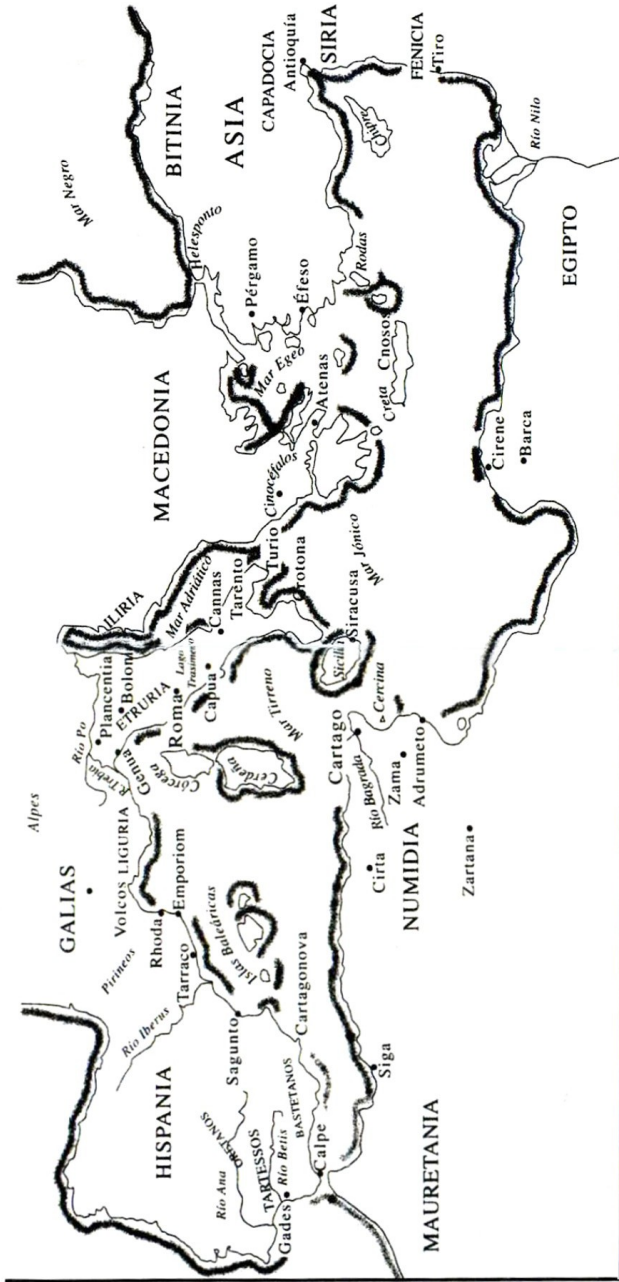 Alpes
GALIAS
Pirineos
Volcos LIGURIA
Rhoda
Emporiom
Tarraco
Río Iberus
HISPANIA
Sagunto
Islas Baleáricas
Río Ana
ORETANOS
TARTESSOS
Río Betis
BASTETANOS
Cartagonova
Gades
Calpe
MAURETANIA
Siga
Río Po
Plancentia
R. Trebia
Bolon
Genua
ETRURIA
ILIRIA
Mar Adriático
Lago
Trasimeno
Roma
Córcega
Cerdeña
Capua
Cannas
Tarento
Turio
Crotona
Mar Tirreno
Sicilia
Siracusa
Mar Jónico
Cartago
Cercina
Río Bagrada
Zama
Adrumeto
Cirta
NUMIDIA
Zartana
MACEDONIA
Cinocéfalos
Mar Egeo
Atenas
Creta
Cnosos
Mar Negro
BITINIA
Helesponto
ASIA
Pérgamo
Éfeso
Rodas
CAPADOCIA
Antioquía
SIRIA
Chipre
FENICIA
Tiro
Río Nilo
EGIPTO
Cirene
Barca